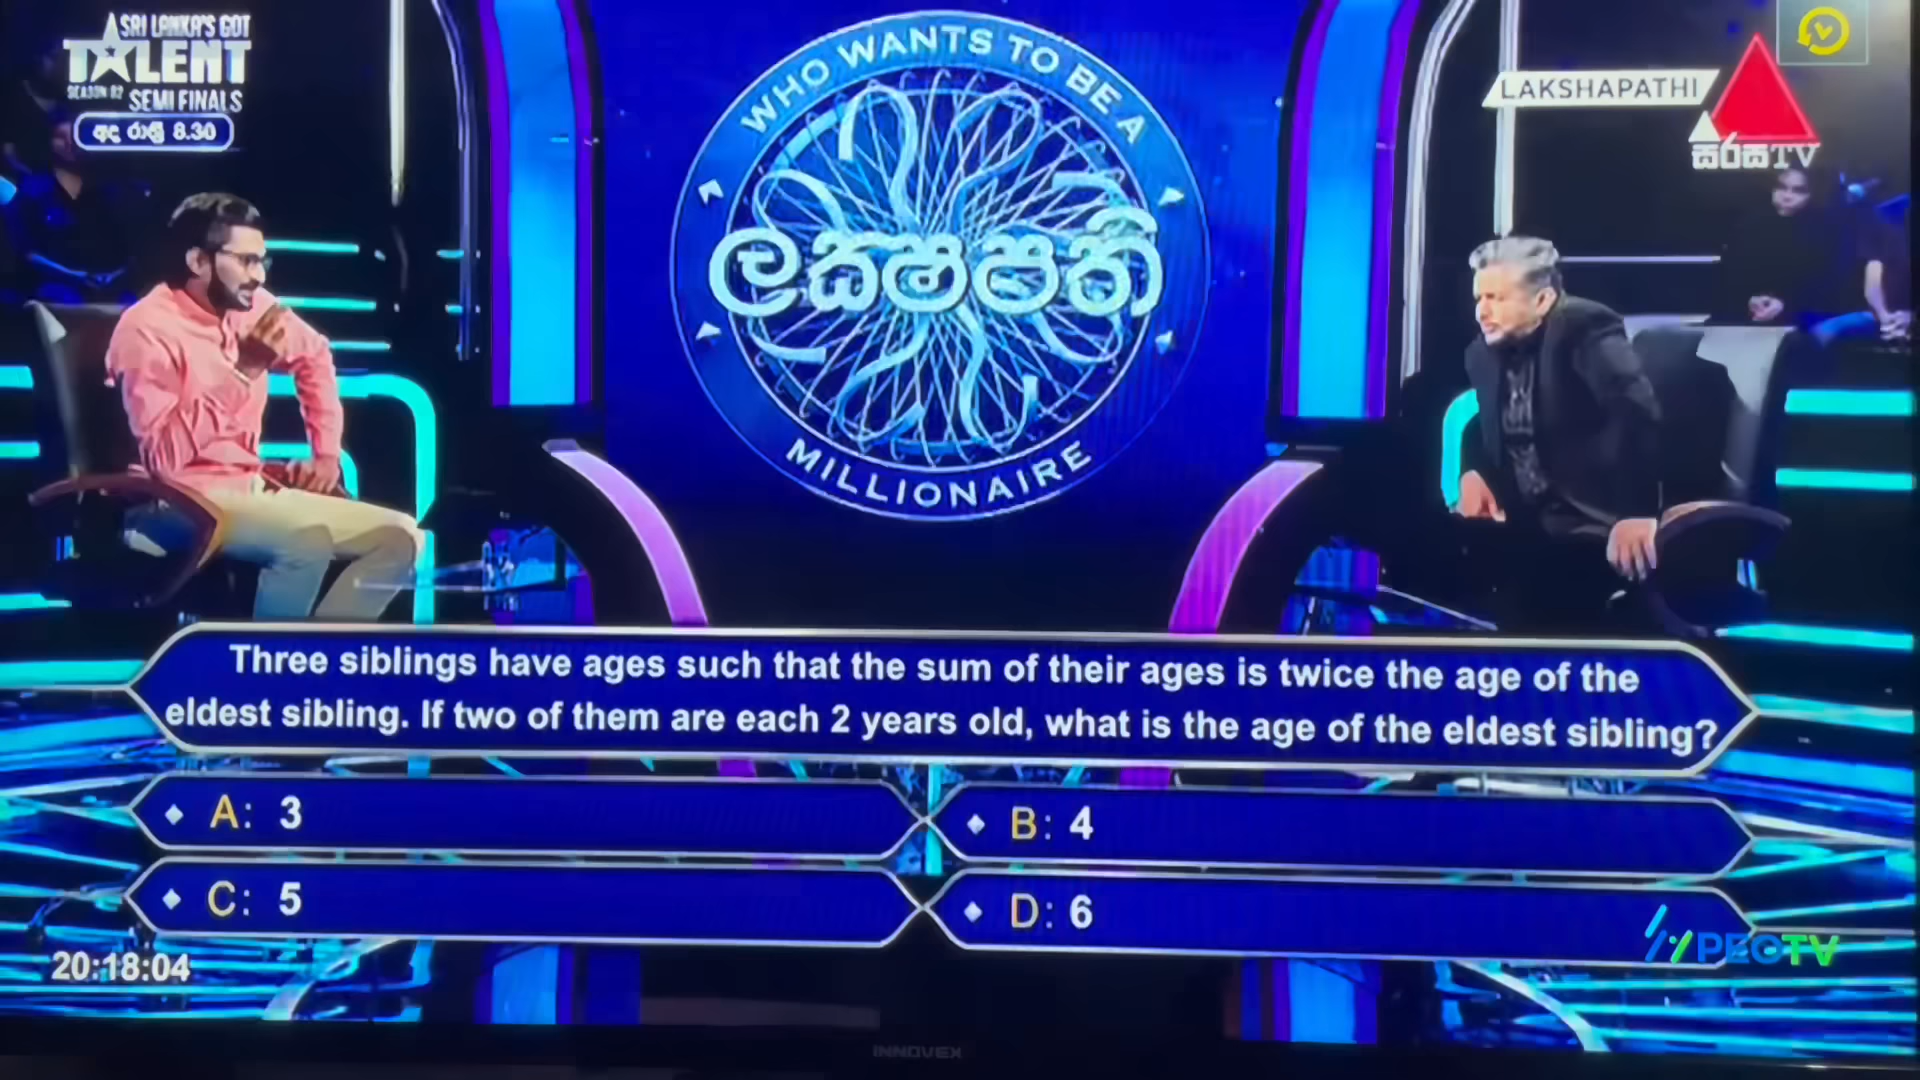 SRI LANKA'S GOT
TALENT
SEASON 02
SEMI FINALS
අද රාත්‍රී 8.30
WHO WANTS TO BE A
ලක්ෂපති
MILLIONAIRE
LAKSHAPATHI
සිරස TV
Three siblings have ages such that the sum of their ages is twice the age of the
eldest sibling. If two of them are each 2 years old, what is the age of the eldest sibling?
A: 3
B: 4
C: 5
D: 6
20:18:04
PEOTV
INNOVEX